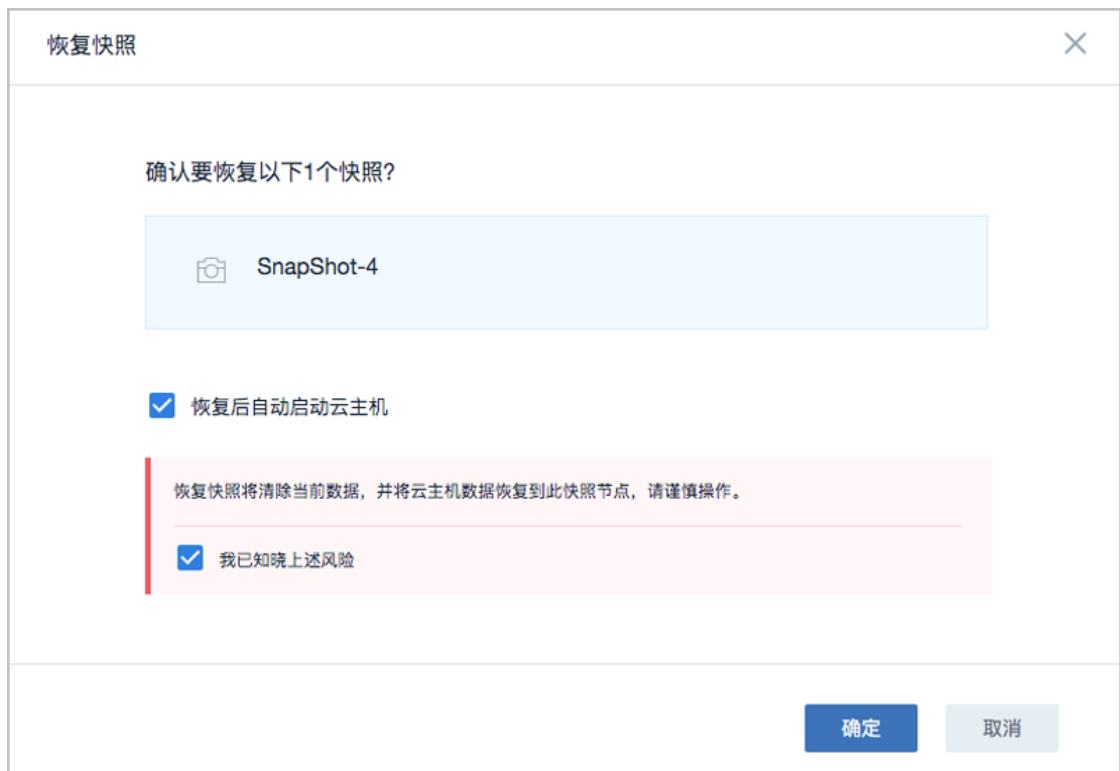 恢复快照
确认要恢复以下1个快照?
SnapShot-4
恢复后自动启动云主机
恢复快照将清除当前数据，并将云主机数据恢复到此快照节点，请谨慎操作。
我已知晓上述风险
确定
取消